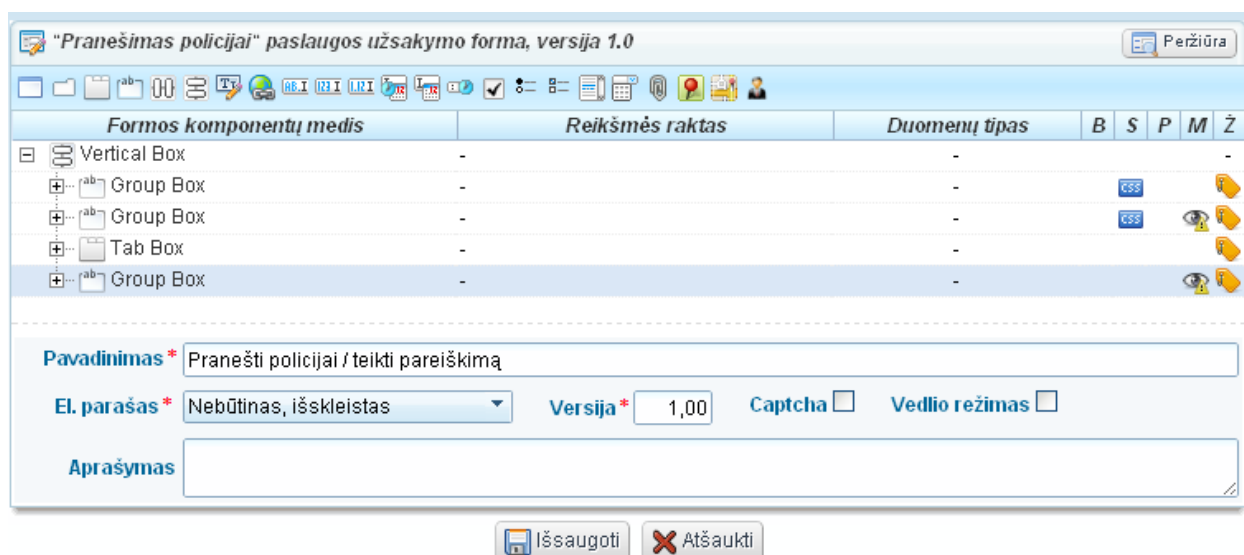 "Pranešimas policijai" paslaugos užsakymo forma, versija 1.0 Peržiūra
Formos komponentų medis Reikšmės raktas Duomenų tipas B S P M Ž
Vertical Box - - -
Group Box - - css
Group Box - - css
Tab Box - -
Group Box - -
Pavadinimas * Pranešti policijai / teikti pareiškimą
El. parašas * Nebūtinas, išskleistas Versija * 1,00 Captcha Vedlio režimas
Aprašymas
Išsaugoti Atšaukti